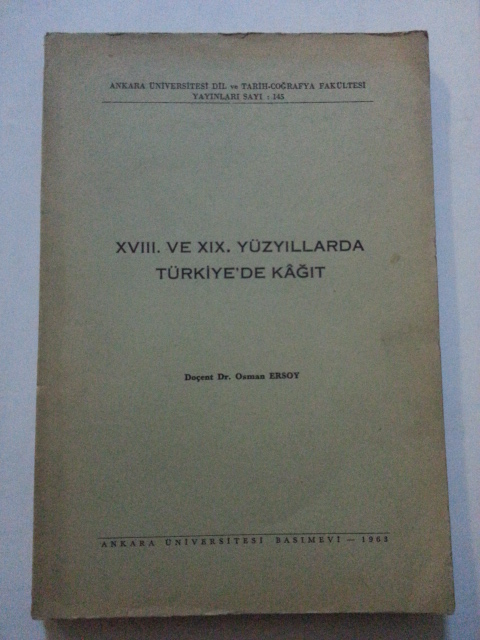 ANKARA ÜNİVERSİTESİ DİL ve TARİH-COĞRAFYA FAKÜLTESİ
YAYINLARI SAYI : 145
XVIII. VE XIX. YÜZYILLARDA
TÜRKİYE'DE KÂĞIT
Doçent Dr. Osman ERSOY
ANKARA ÜNİVERSİTESİ BASIMEVİ — 1963